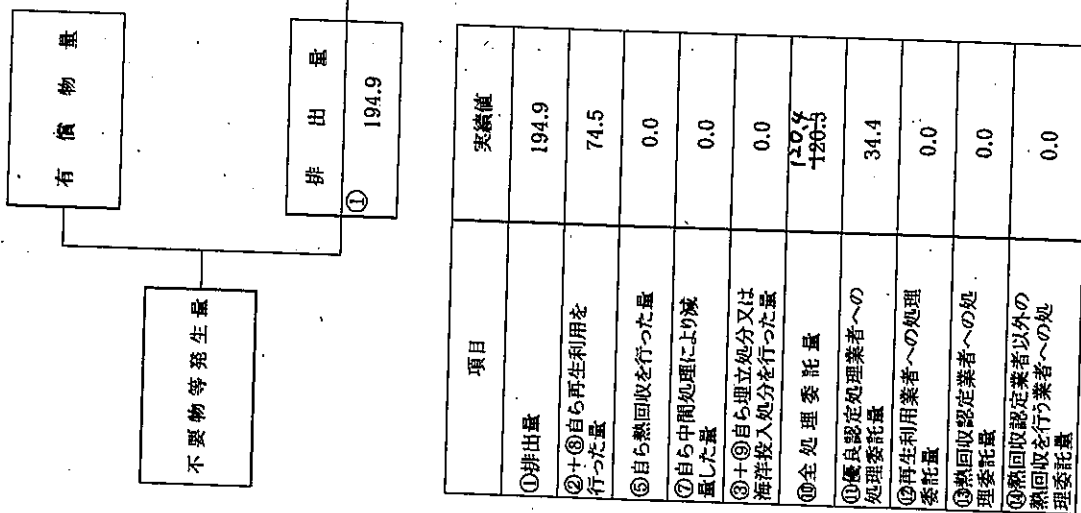 有償物量
不要物等発生量
排出量
①
194.9
項目 実績値
①排出量 194.9
②+⑧自ら再生利用を
行った量 74.5
⑤自ら熱回収を行った量 0.0
⑦自ら中間処理により減
量した量 0.0
③+⑨自ら埋立処分又は
海洋投入処分を行った量 0.0
120.4
⑩全処理委託量 120.3
⑪優良認定処理業者への
処理委託量 34.4
⑫再生利用業者への処理
委託量 0.0
⑬熱回収認定業者への処
理委託量 0.0
⑭熱回収認定業者以外の
熱回収を行う業者への処
理委託量 0.0